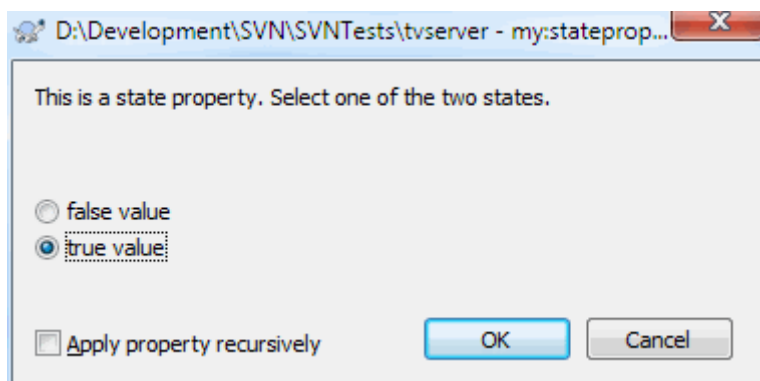 D:\Development\SVN\SVNTests\tvserver - my:stateprop...
This is a state property. Select one of the two states.
false value
true value
Apply property recursively
OK
Cancel